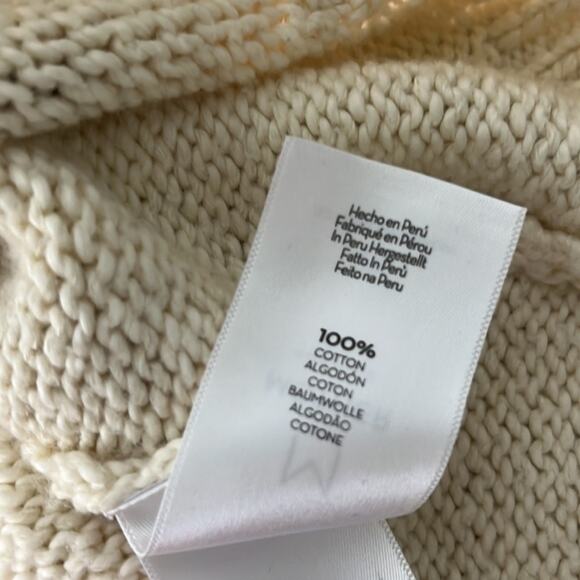 Hecho en Perú
Fabriqué en Pérou
In Peru Hergestellt
Fatto In Perù
Feito na Peru
100%
COTTON
ALGODÓN
COTON
BAUMWOLLE
ALGODÃO
COTONE